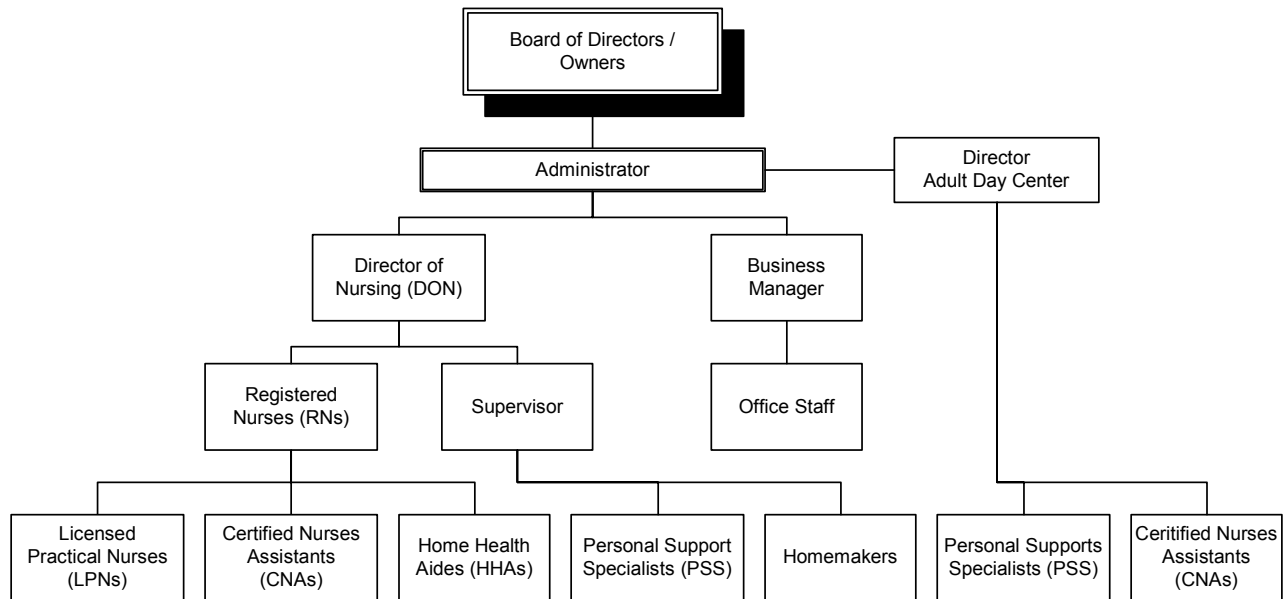 Board of Directors /
Owners
Administrator
Director
Adult Day Center
Director of
Nursing (DON)
Business
Manager
Registered
Nurses (RNs)
Supervisor
Office Staff
Licensed
Practical Nurses
(LPNs)
Certified Nurses
Assistants
(CNAs)
Home Health
Aides (HHAs)
Personal Support
Specialists (PSS)
Homemakers
Personal Supports
Specialists (PSS)
Ceritified Nurses
Assistants
(CNAs)